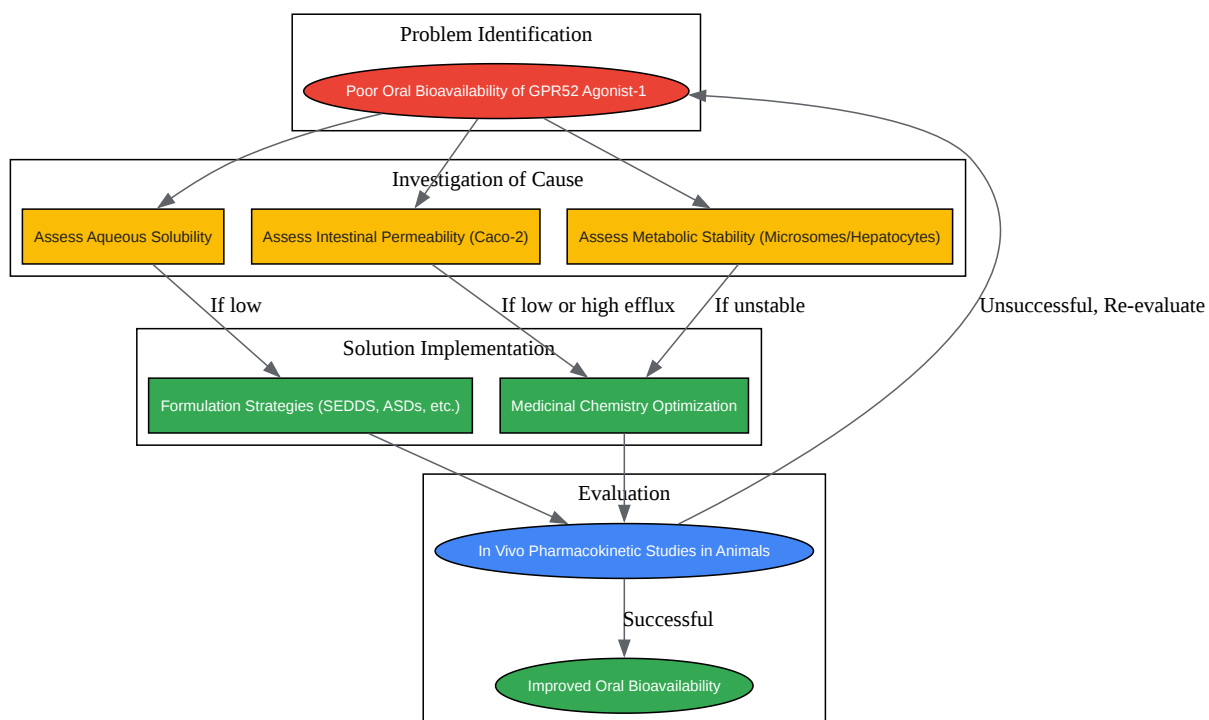 Problem Identification
Poor Oral Bioavailability of GPR52 Agonist-1
Investigation of Cause
Assess Aqueous Solubility
Assess Intestinal Permeability (Caco-2)
Assess Metabolic Stability (Microsomes/Hepatocytes)
If low
If low or high efflux
If unstable
Unsuccessful, Re-evaluate
Solution Implementation
Formulation Strategies (SEDDS, ASDs, etc.)
Medicinal Chemistry Optimization
Evaluation
In Vivo Pharmacokinetic Studies in Animals
Successful
Improved Oral Bioavailability